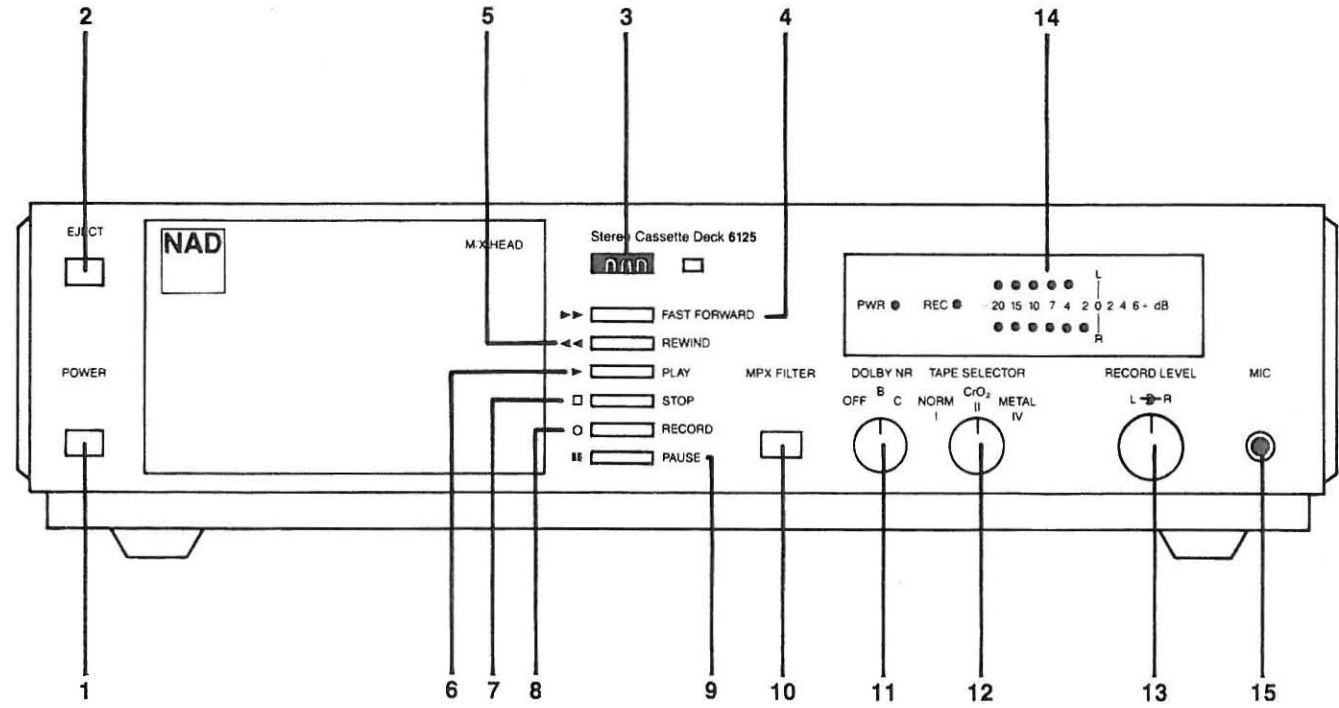 2 5 3 4 14
EJECT
NAD
MIX HEAD
Stereo Cassette Deck 6125
L
PWR REC -20 15 10 7 4 2 0 2 4 6+ dB
R
►► FAST FORWARD
◄◄ REWIND
POWER
► PLAY
□ STOP
○ RECORD
PAUSE
MPX FILTER
DOLBY NR
OFF B C
TAPE SELECTOR
NORM CrO₂ METAL
I II IV
RECORD LEVEL
L R
MIC
1 6 7 8 9 10 11 12 13 15